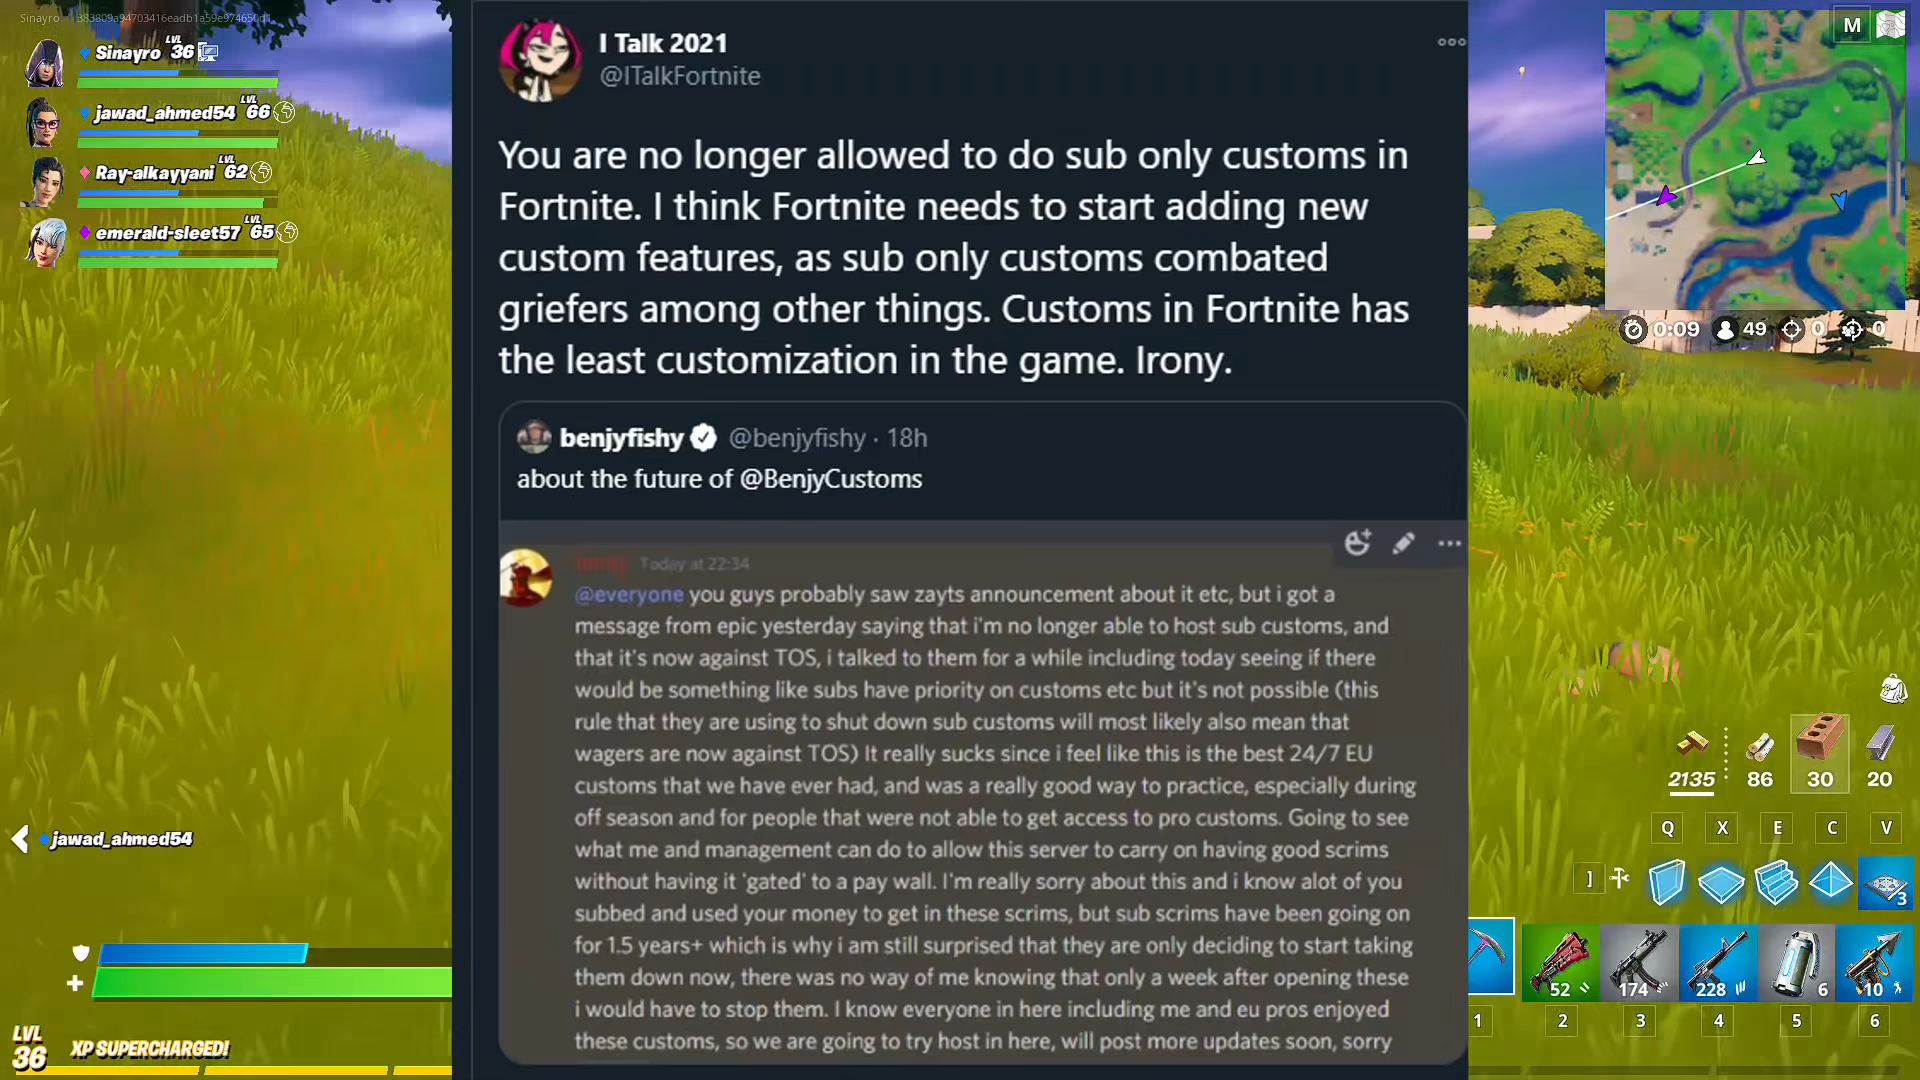 Sinayro
Sinayro LVL 36
jawad_ahmed54 LVL 66
Ray-alkayyani LVL 62
emerald-sleet57 LVL 65
I Talk 2021
@ITalkFortnite
You are no longer allowed to do sub only customs in
Fortnite. I think Fortnite needs to start adding new
custom features, as sub only customs combated
griefers among other things. Customs in Fortnite has
the least customization in the game. Irony.
benjyfishy @benjyfishy · 18h
about the future of @BenjyCustoms
Today at 22:34
@everyone you guys probably saw zayts announcement about it etc, but i got a
message from epic yesterday saying that i'm no longer able to host sub customs, and
that it's now against TOS, i talked to them for a while including today seeing if there
would be something like subs have priority on customs etc but it's not possible (this
rule that they are using to shut down sub customs will most likely also mean that
wagers are now against TOS) It really sucks since i feel like this is the best 24/7 EU
customs that we have ever had, and was a really good way to practice, especially during
off season and for people that were not able to get access to pro customs. Going to see
what me and management can do to allow this server to carry on having good scrims
without having it 'gated' to a pay wall. I'm really sorry about this and i know alot of you
subbed and used your money to get in these scrims, but sub scrims have been going on
for 1.5 years+ which is why i am still surprised that they are only deciding to start taking
them down now, there was no way of me knowing that only a week after opening these
i would have to stop them. I know everyone in here including me and eu pros enjoyed
these customs, so we are going to try host in here, will post more updates soon, sorry
jawad_ahmed54
LVL
36
XP SUPERCHARGED!
M
0:09 49 0 0
2135 86 30 20
Q X E C V
]
3
52 174 228 6 10
1 2 3 4 5 6